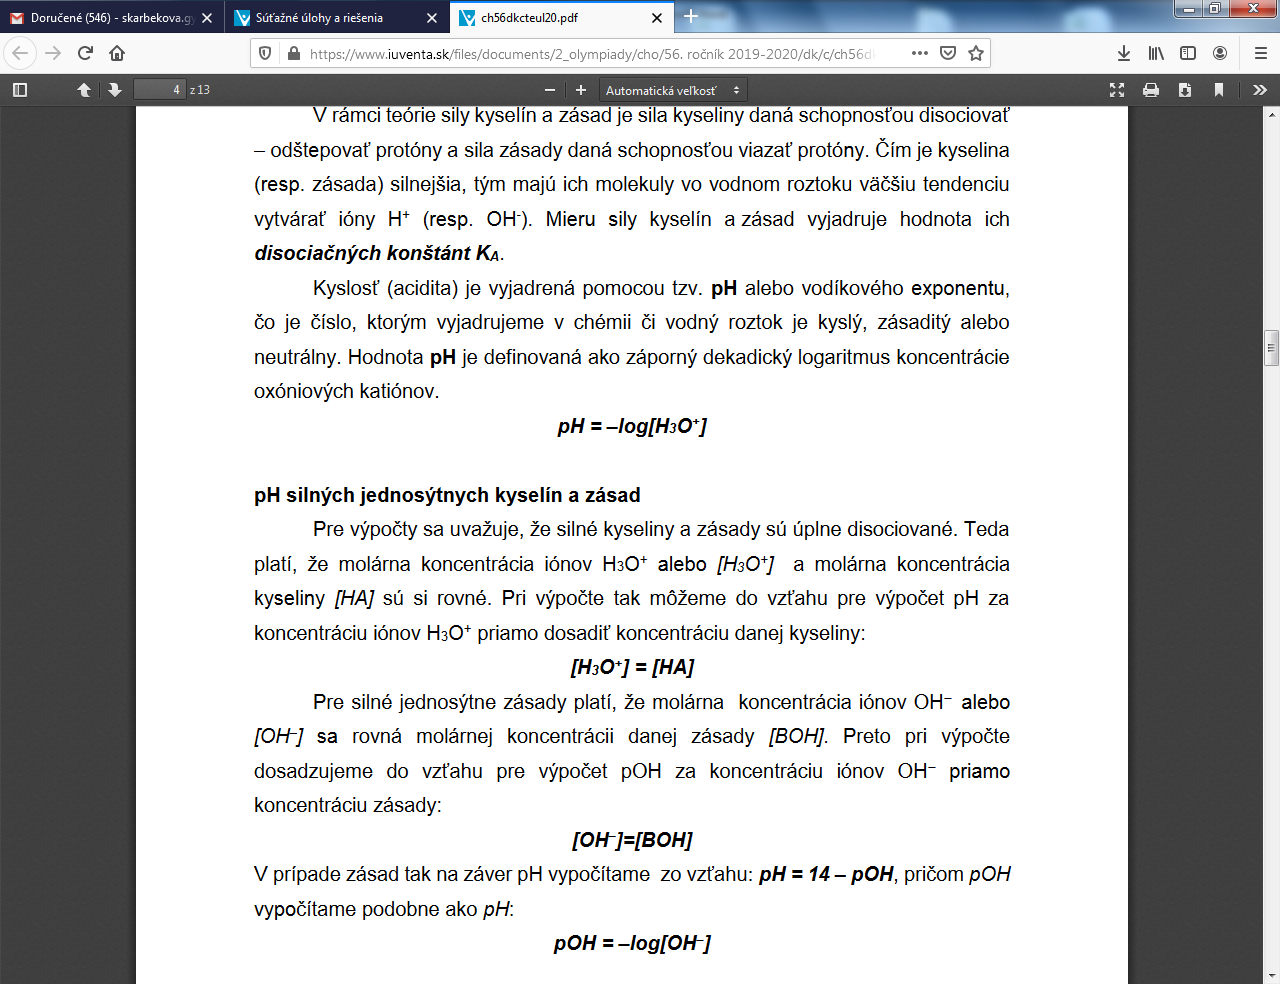 Doručené (546) - skarbekova.gy
Súťažné úlohy a riešenia
ch56dkcteul20.pdf
https://www.iuventa.sk/files/documents/2_olympiady/cho/56. ročník 2019-2020/dk/c/ch56d
4 z 13
Automatická veľkosť
V rámci teórie sily kyselín a zásad je sila kyseliny daná schopnosťou disociovať
– odštepovať protóny a sila zásady daná schopnosťou viazať protóny. Čím je kyselina
(resp. zásada) silnejšia, tým majú ich molekuly vo vodnom roztoku väčšiu tendenciu
vytvárať ióny H⁺ (resp. OH⁻). Mieru sily kyselín a zásad vyjadruje hodnota ich
disociačných konštánt K_A.
Kyslosť (acidita) je vyjadrená pomocou tzv. pH alebo vodíkového exponentu,
čo je číslo, ktorým vyjadrujeme v chémii či vodný roztok je kyslý, zásaditý alebo
neutrálny. Hodnota pH je definovaná ako záporný dekadický logaritmus koncentrácie
oxóniových katiónov.
pH = –log[H₃O⁺]
pH silných jednosýtnych kyselín a zásad
Pre výpočty sa uvažuje, že silné kyseliny a zásady sú úplne disociované. Teda
platí, že molárna koncentrácia iónov H₃O⁺ alebo [H₃O⁺] a molárna koncentrácia
kyseliny [HA] sú si rovné. Pri výpočte tak môžeme do vzťahu pre výpočet pH za
koncentráciu iónov H₃O⁺ priamo dosadiť koncentráciu danej kyseliny:
[H₃O⁺] = [HA]
Pre silné jednosýtne zásady platí, že molárna koncentrácia iónov OH⁻ alebo
[OH⁻] sa rovná molárnej koncentrácii danej zásady [BOH]. Preto pri výpočte
dosadzujeme do vzťahu pre výpočet pOH za koncentráciu iónov OH⁻ priamo
koncentráciu zásady:
[OH⁻]=[BOH]
V prípade zásad tak na záver pH vypočítame zo vzťahu: pH = 14 – pOH, pričom pOH
vypočítame podobne ako pH:
pOH = –log[OH⁻]